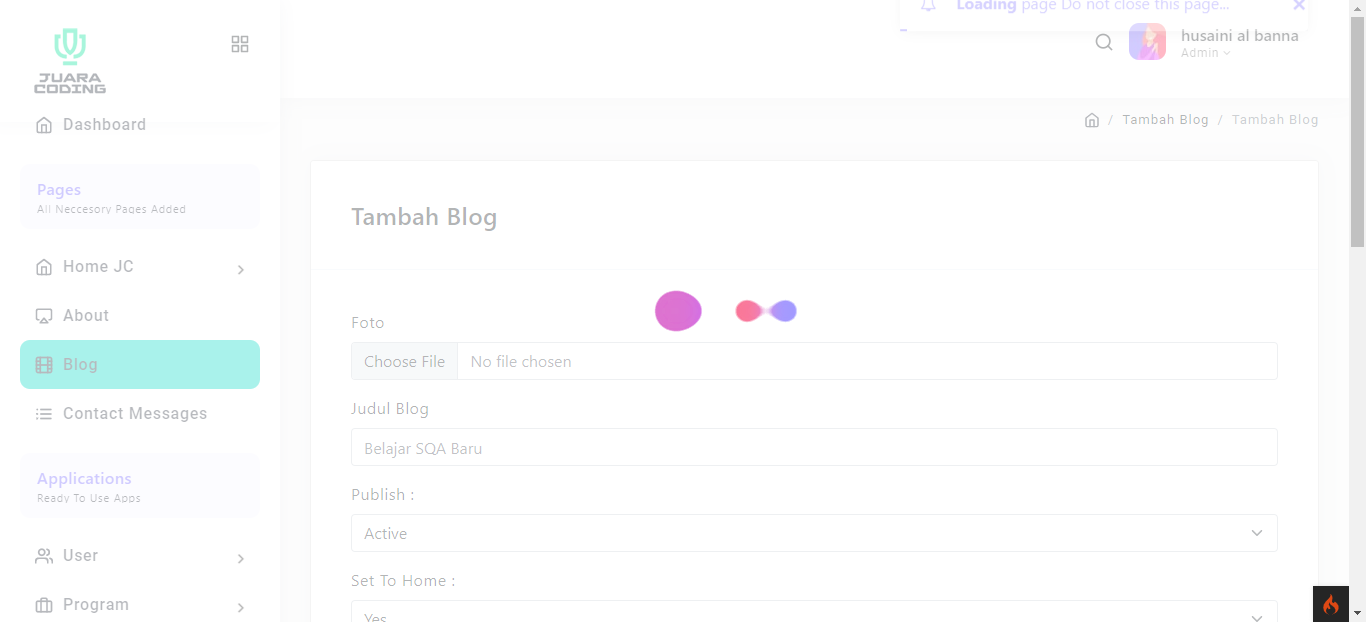 Loading page Do not close this page...
JUARA
CODING
husaini al banna
Admin
Dashboard
Tambah Blog / Tambah Blog
Pages
All Neccesory Pages Added
Tambah Blog
Home JC
About
Foto
Choose File No file chosen
Blog
Contact Messages
Judul Blog
Belajar SQA Baru
Applications
Ready To Use Apps
Publish :
Active
User
Set To Home :
Program
Yes